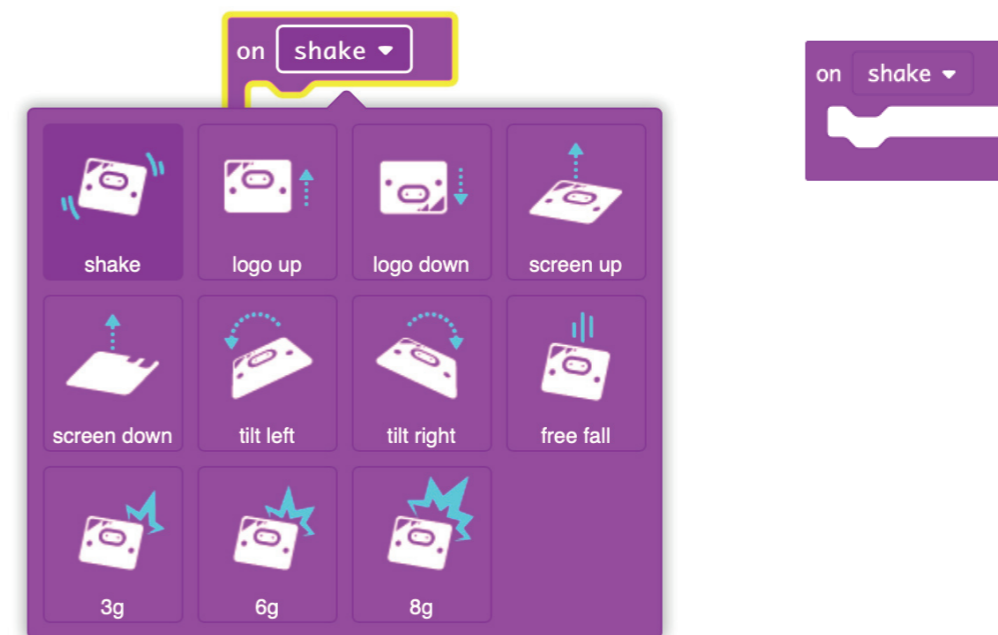 on shake
on shake
shake
logo up
logo down
screen up
screen down
tilt left
tilt right
free fall
3g
6g
8g